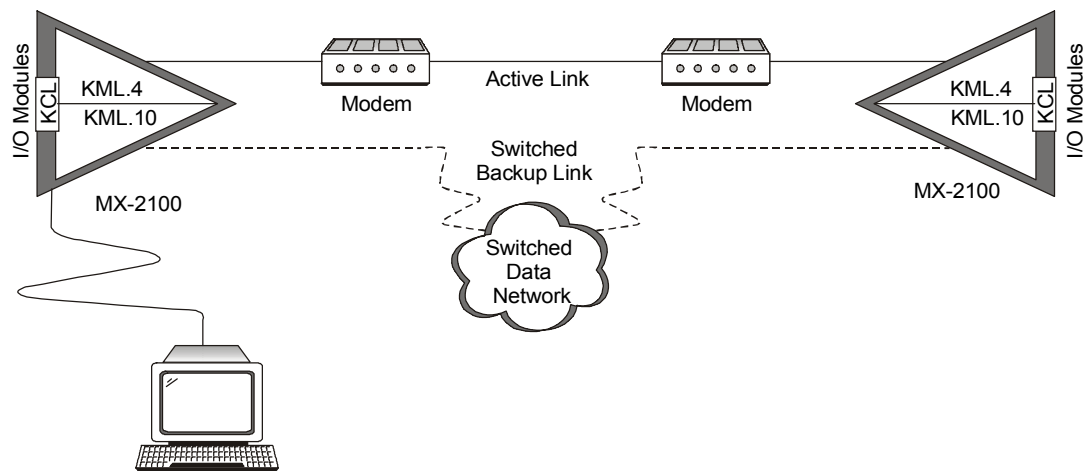 I/O Modules
KCL
KML.4
KML.10
MX-2100
Modem
Active Link
Modem
Switched
Backup Link
Switched
Data
Network
KML.4
KML.10
KCL
I/O Modules
MX-2100